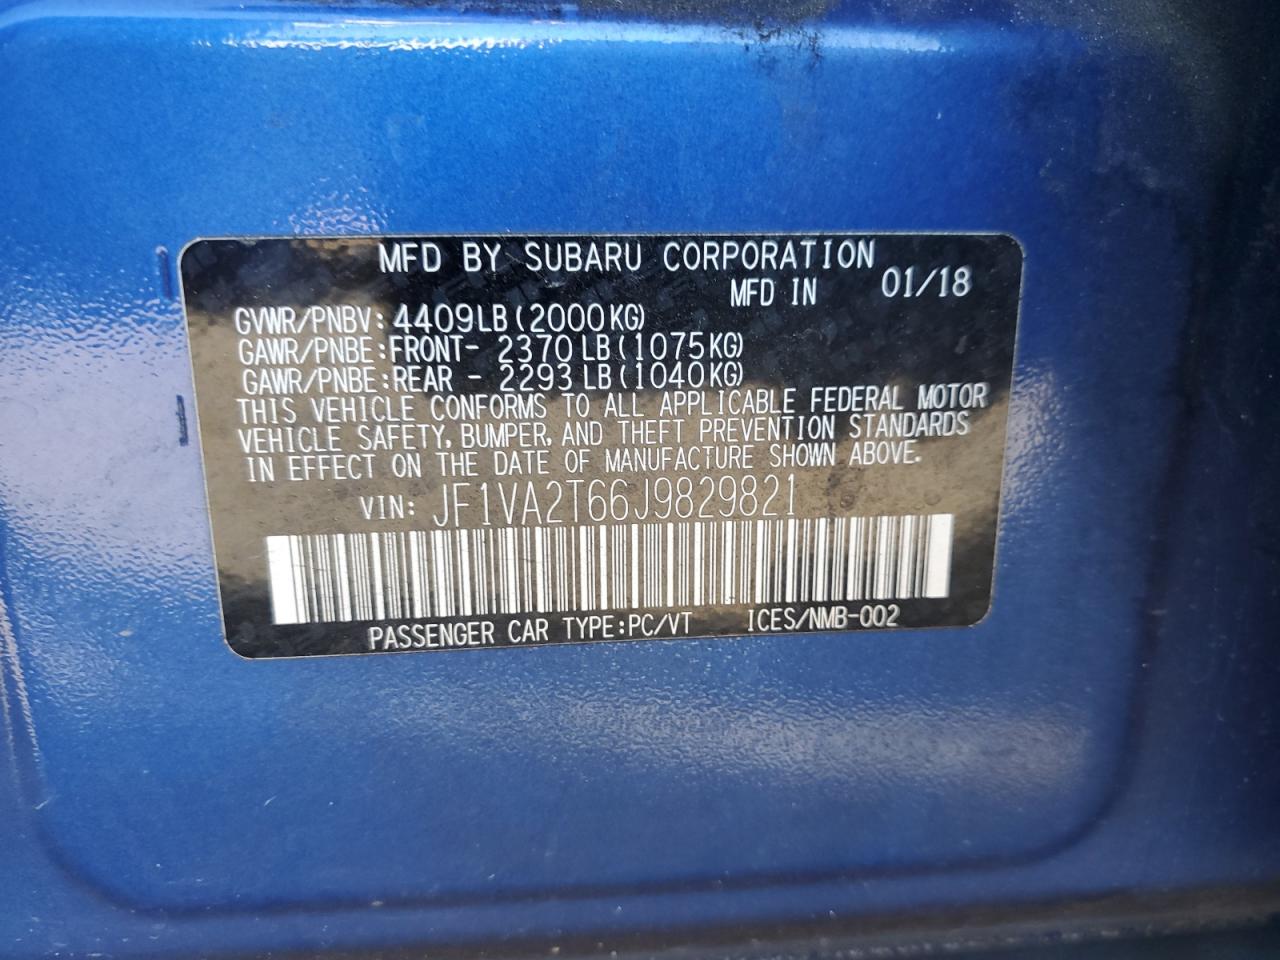 MFD BY SUBARU CORPORATION
MFD IN 01/18
GVWR/PNBV: 4409LB(2000KG)
GAWR/PNBE:FRONT- 2370LB(1075KG)
GAWR/PNBE:REAR - 2293LB(1040KG)
THIS VEHICLE CONFORMS TO ALL APPLICABLE FEDERAL MOTOR
VEHICLE SAFETY, BUMPER, AND THEFT PREVENTION STANDARDS
IN EFFECT ON THE DATE OF MANUFACTURE SHOWN ABOVE.
VIN: JF1VA2T66J9829821
PASSENGER CAR TYPE:PC/VT ICES/NMB-002